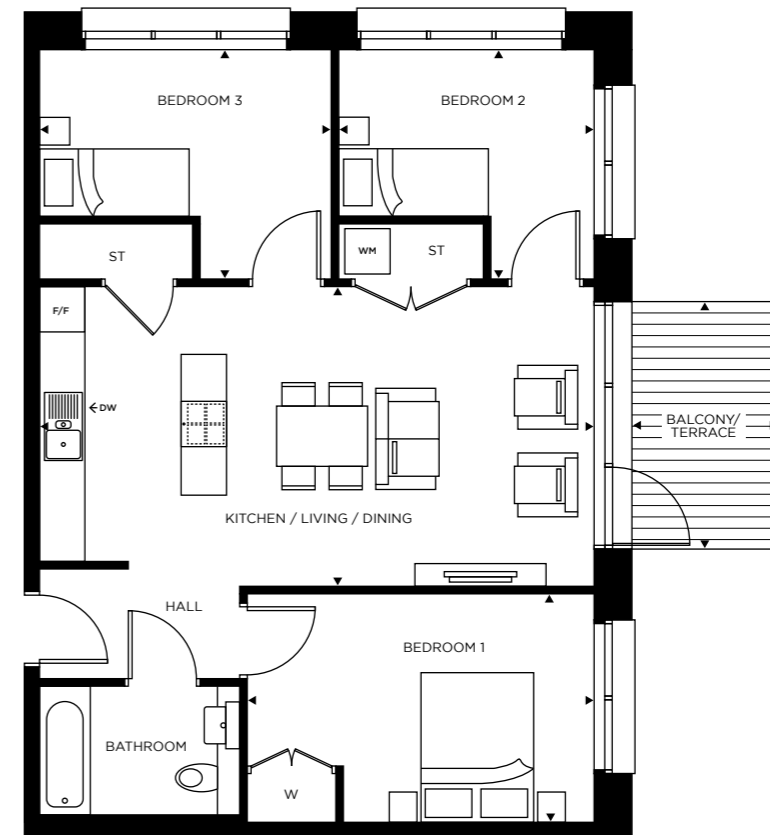 BEDROOM 3
BEDROOM 2
ST
WM
ST
F/F
DW
BALCONY/
TERRACE
KITCHEN / LIVING / DINING
HALL
BEDROOM 1
BATHROOM
W